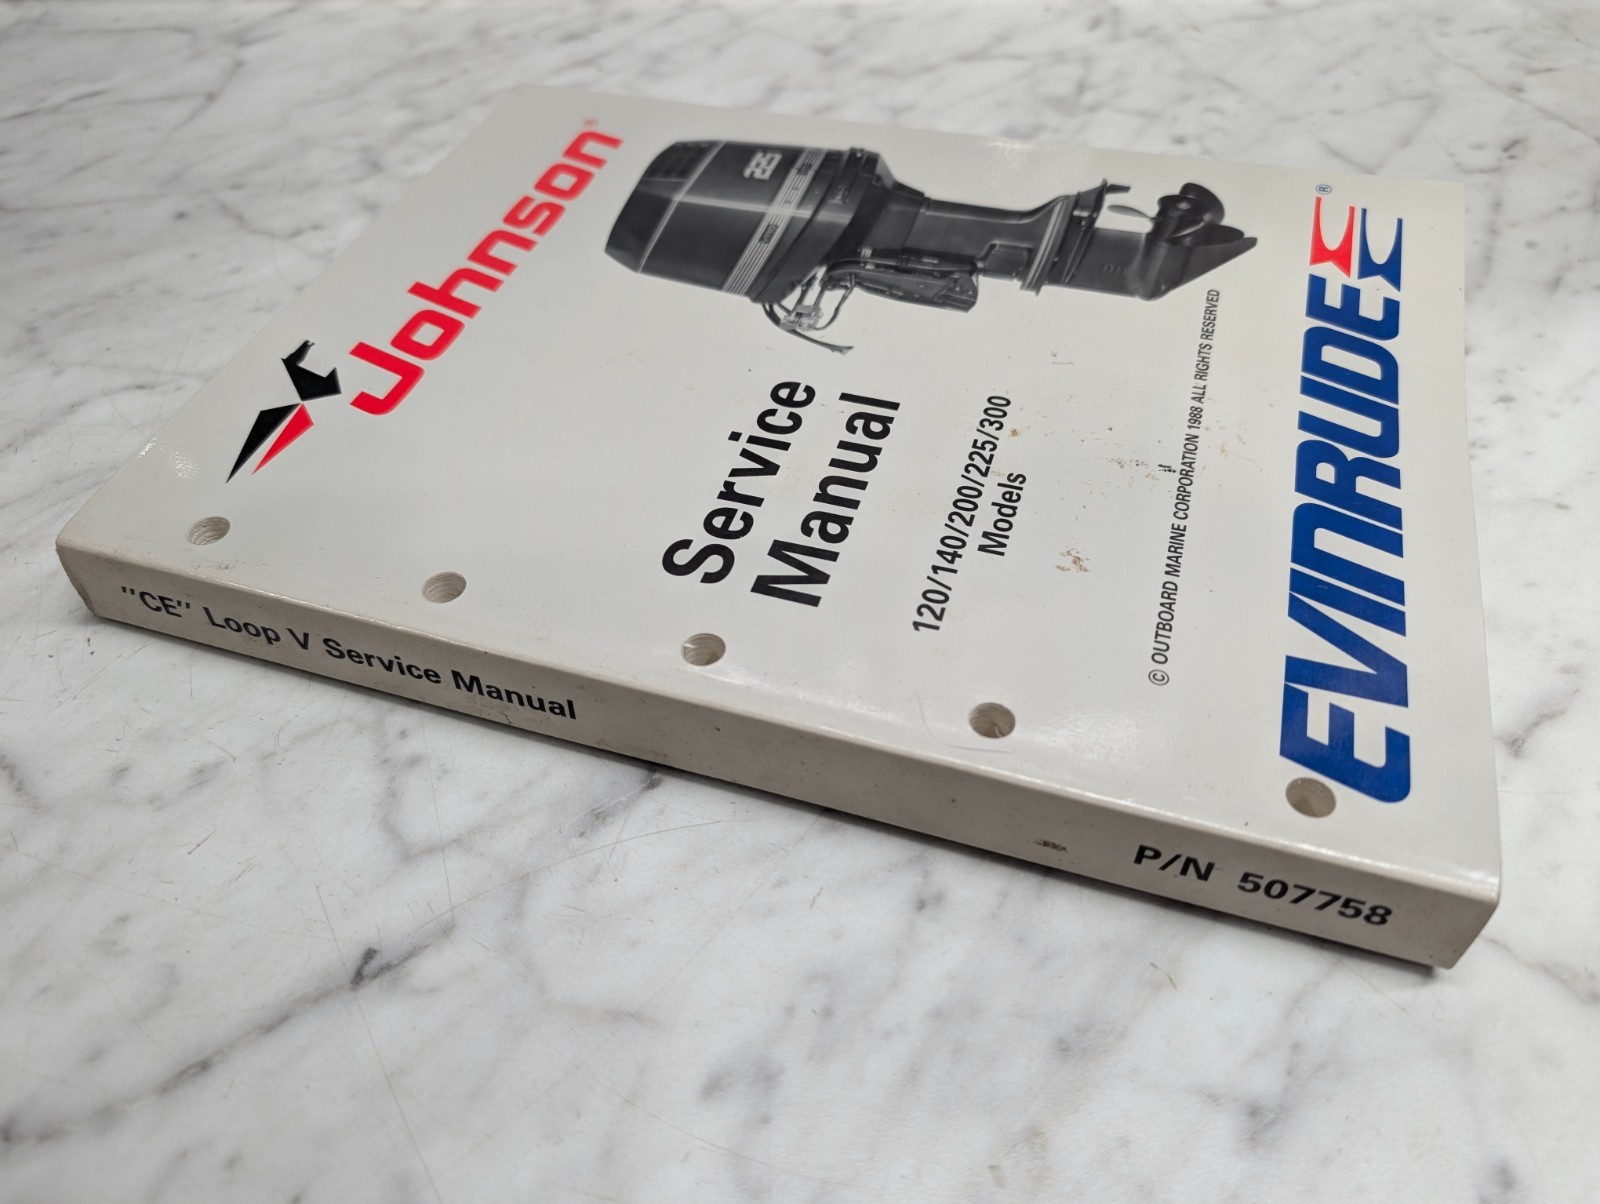 Johnson®
225
Service
Manual
120/140/200/225/300
Models
© OUTBOARD MARINE CORPORATION 1988 ALL RIGHTS RESERVED
EVINRUDE®
"CE" Loop V Service Manual
P/N 507758